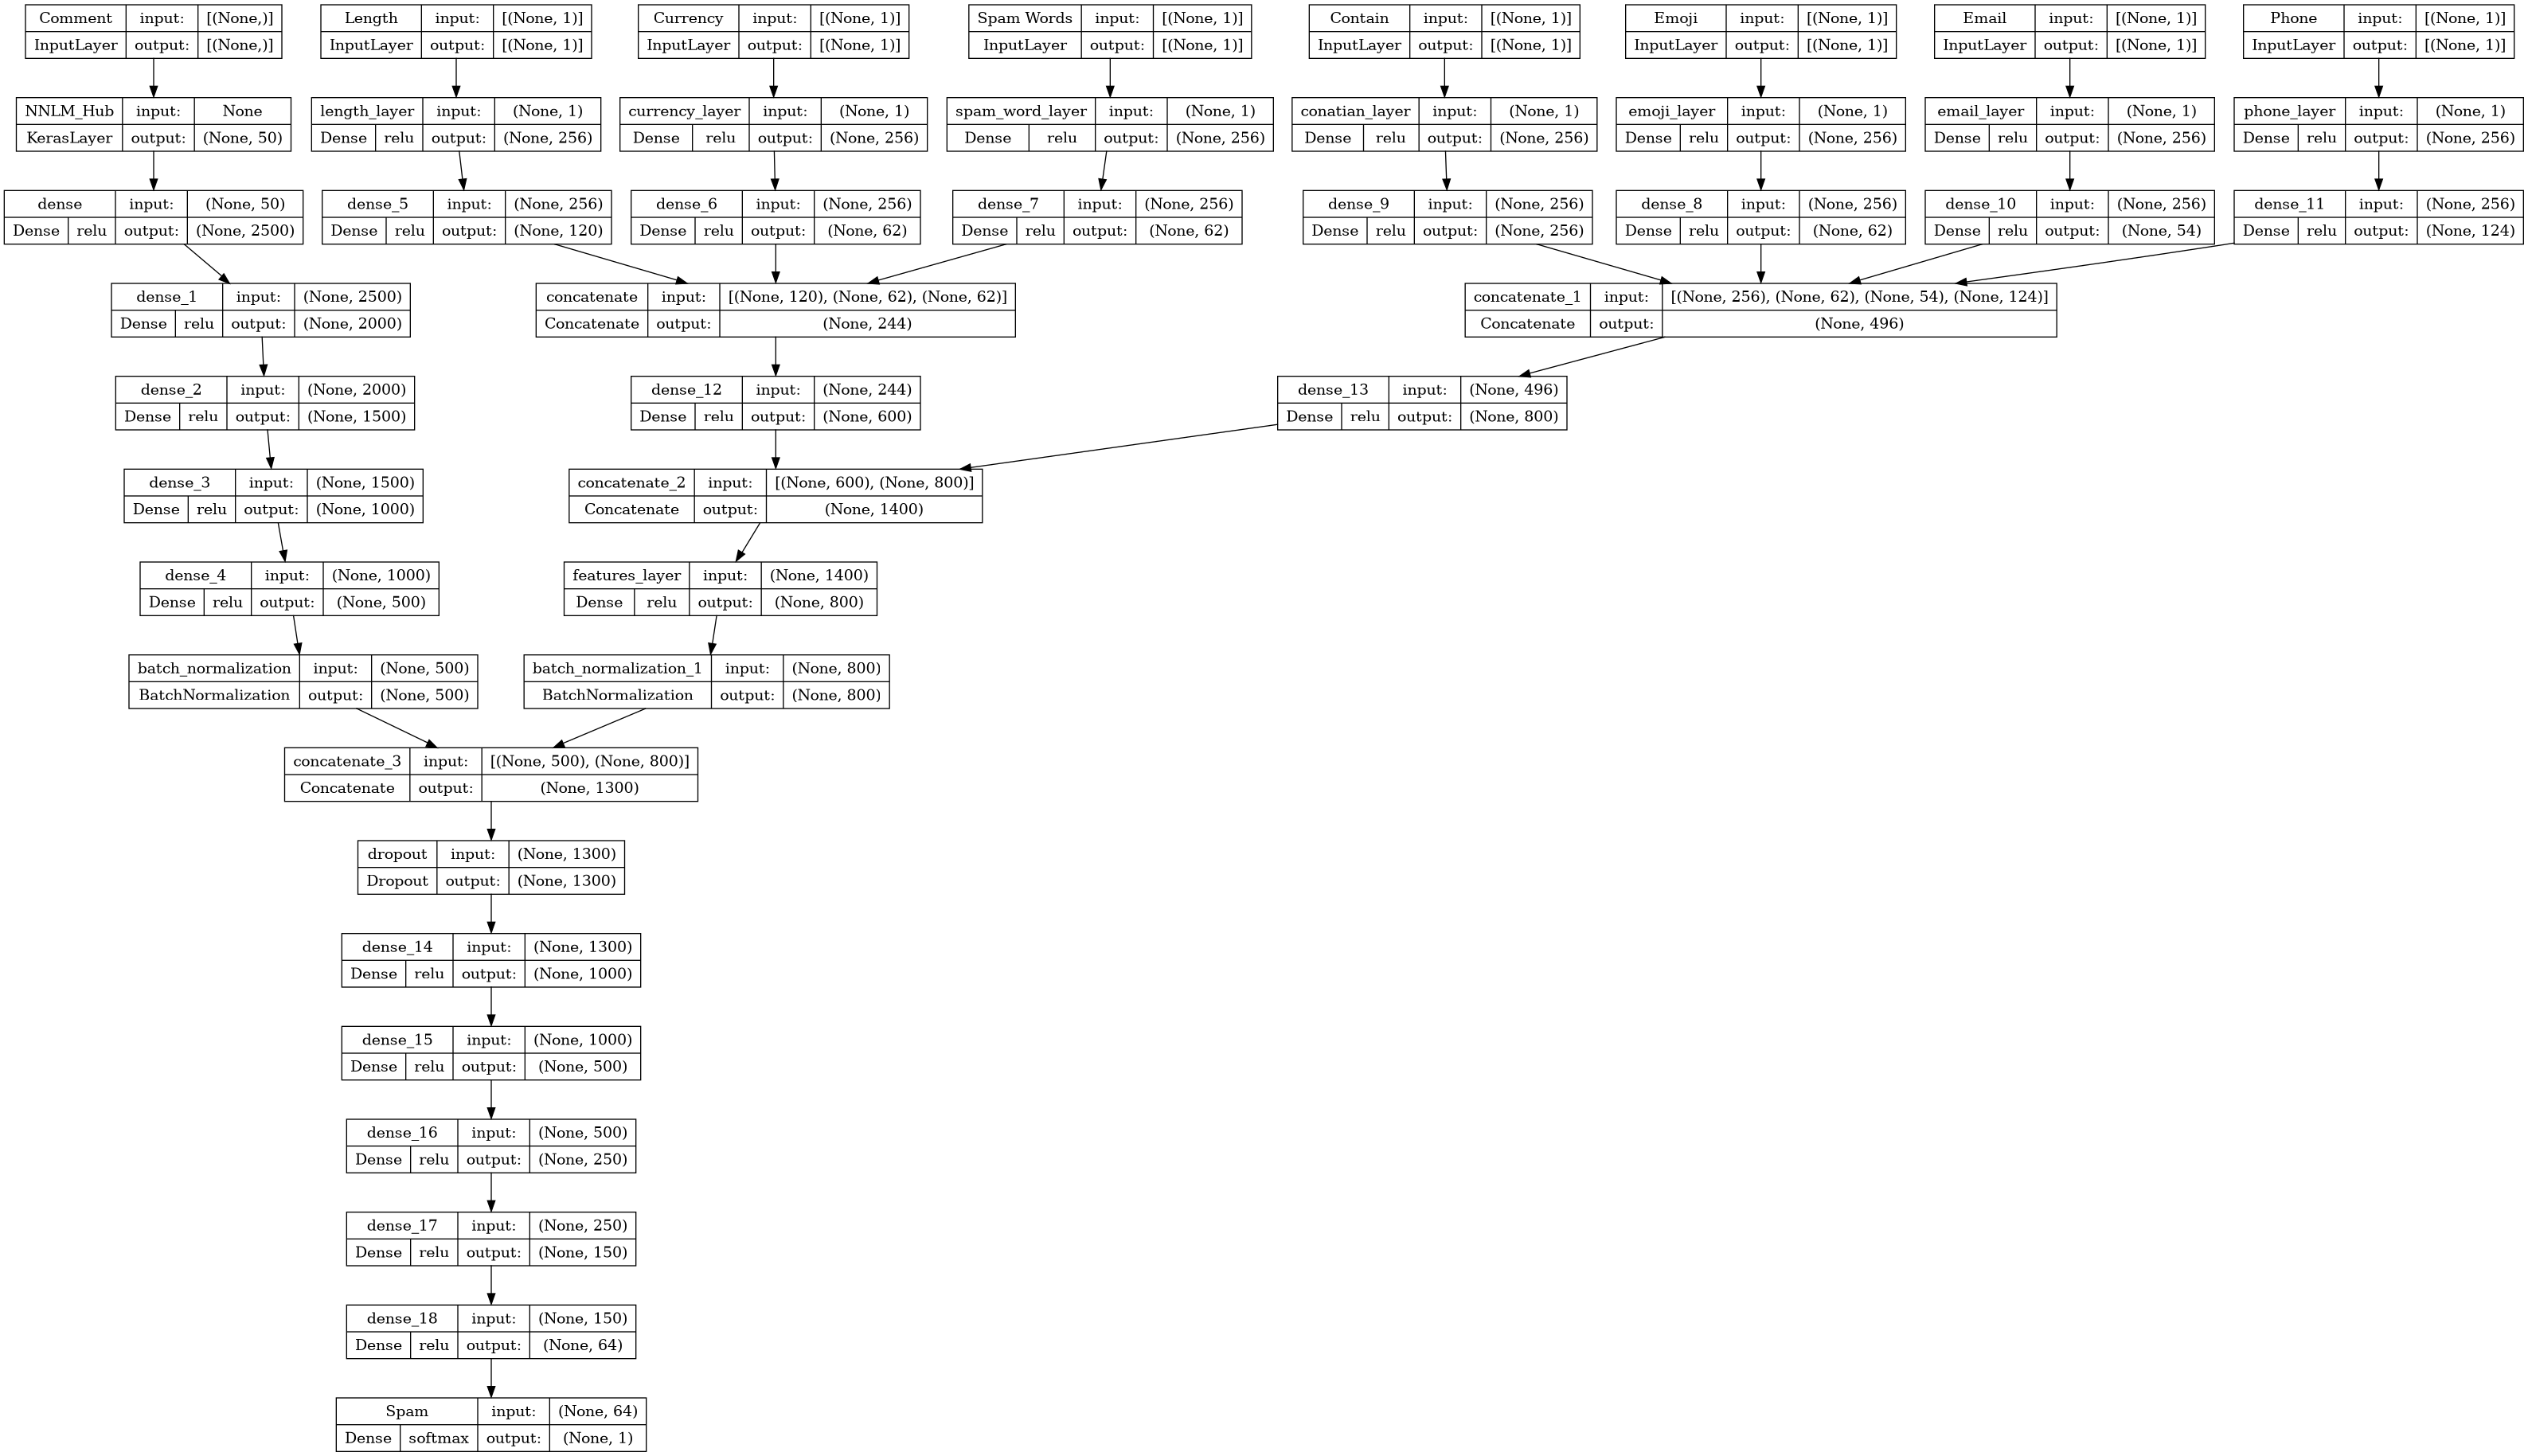 Comment input: [(None,)]
InputLayer output: [(None,)]
Length input: [(None, 1)]
InputLayer output: [(None, 1)]
Currency input: [(None, 1)]
InputLayer output: [(None, 1)]
Spam Words input: [(None, 1)]
InputLayer output: [(None, 1)]
Contain input: [(None, 1)]
InputLayer output: [(None, 1)]
Emoji input: [(None, 1)]
InputLayer output: [(None, 1)]
Email input: [(None, 1)]
InputLayer output: [(None, 1)]
Phone input: [(None, 1)]
InputLayer output: [(None, 1)]
NNLM_Hub input: None
KerasLayer output: (None, 50)
length_layer input: (None, 1)
Dense relu output: (None, 256)
currency_layer input: (None, 1)
Dense relu output: (None, 256)
spam_word_layer input: (None, 1)
Dense relu output: (None, 256)
conatian_layer input: (None, 1)
Dense relu output: (None, 256)
emoji_layer input: (None, 1)
Dense relu output: (None, 256)
email_layer input: (None, 1)
Dense relu output: (None, 256)
phone_layer input: (None, 1)
Dense relu output: (None, 256)
dense input: (None, 50)
Dense relu output: (None, 2500)
dense_5 input: (None, 256)
Dense relu output: (None, 120)
dense_6 input: (None, 256)
Dense relu output: (None, 62)
dense_7 input: (None, 256)
Dense relu output: (None, 62)
dense_9 input: (None, 256)
Dense relu output: (None, 256)
dense_8 input: (None, 256)
Dense relu output: (None, 62)
dense_10 input: (None, 256)
Dense relu output: (None, 54)
dense_11 input: (None, 256)
Dense relu output: (None, 124)
dense_1 input: (None, 2500)
Dense relu output: (None, 2000)
concatenate input: [(None, 120), (None, 62), (None, 62)]
Concatenate output: (None, 244)
concatenate_1 input: [(None, 256), (None, 62), (None, 54), (None, 124)]
Concatenate output: (None, 496)
dense_2 input: (None, 2000)
Dense relu output: (None, 1500)
dense_12 input: (None, 244)
Dense relu output: (None, 600)
dense_13 input: (None, 496)
Dense relu output: (None, 800)
dense_3 input: (None, 1500)
Dense relu output: (None, 1000)
concatenate_2 input: [(None, 600), (None, 800)]
Concatenate output: (None, 1400)
dense_4 input: (None, 1000)
Dense relu output: (None, 500)
features_layer input: (None, 1400)
Dense relu output: (None, 800)
batch_normalization input: (None, 500)
BatchNormalization output: (None, 500)
batch_normalization_1 input: (None, 800)
BatchNormalization output: (None, 800)
concatenate_3 input: [(None, 500), (None, 800)]
Concatenate output: (None, 1300)
dropout input: (None, 1300)
Dropout output: (None, 1300)
dense_14 input: (None, 1300)
Dense relu output: (None, 1000)
dense_15 input: (None, 1000)
Dense relu output: (None, 500)
dense_16 input: (None, 500)
Dense relu output: (None, 250)
dense_17 input: (None, 250)
Dense relu output: (None, 150)
dense_18 input: (None, 150)
Dense relu output: (None, 64)
Spam input: (None, 64)
Dense softmax output: (None, 1)